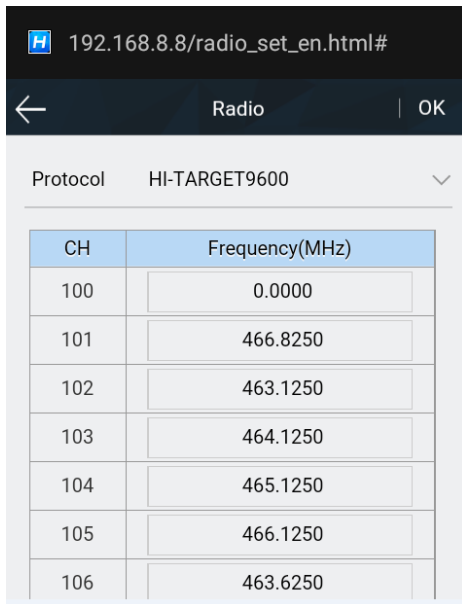 H 192.168.8.8/radio_set_en.html#
Radio | OK
Protocol HI-TARGET9600
CH Frequency(MHz)
100 0.0000
101 466.8250
102 463.1250
103 464.1250
104 465.1250
105 466.1250
106 463.6250